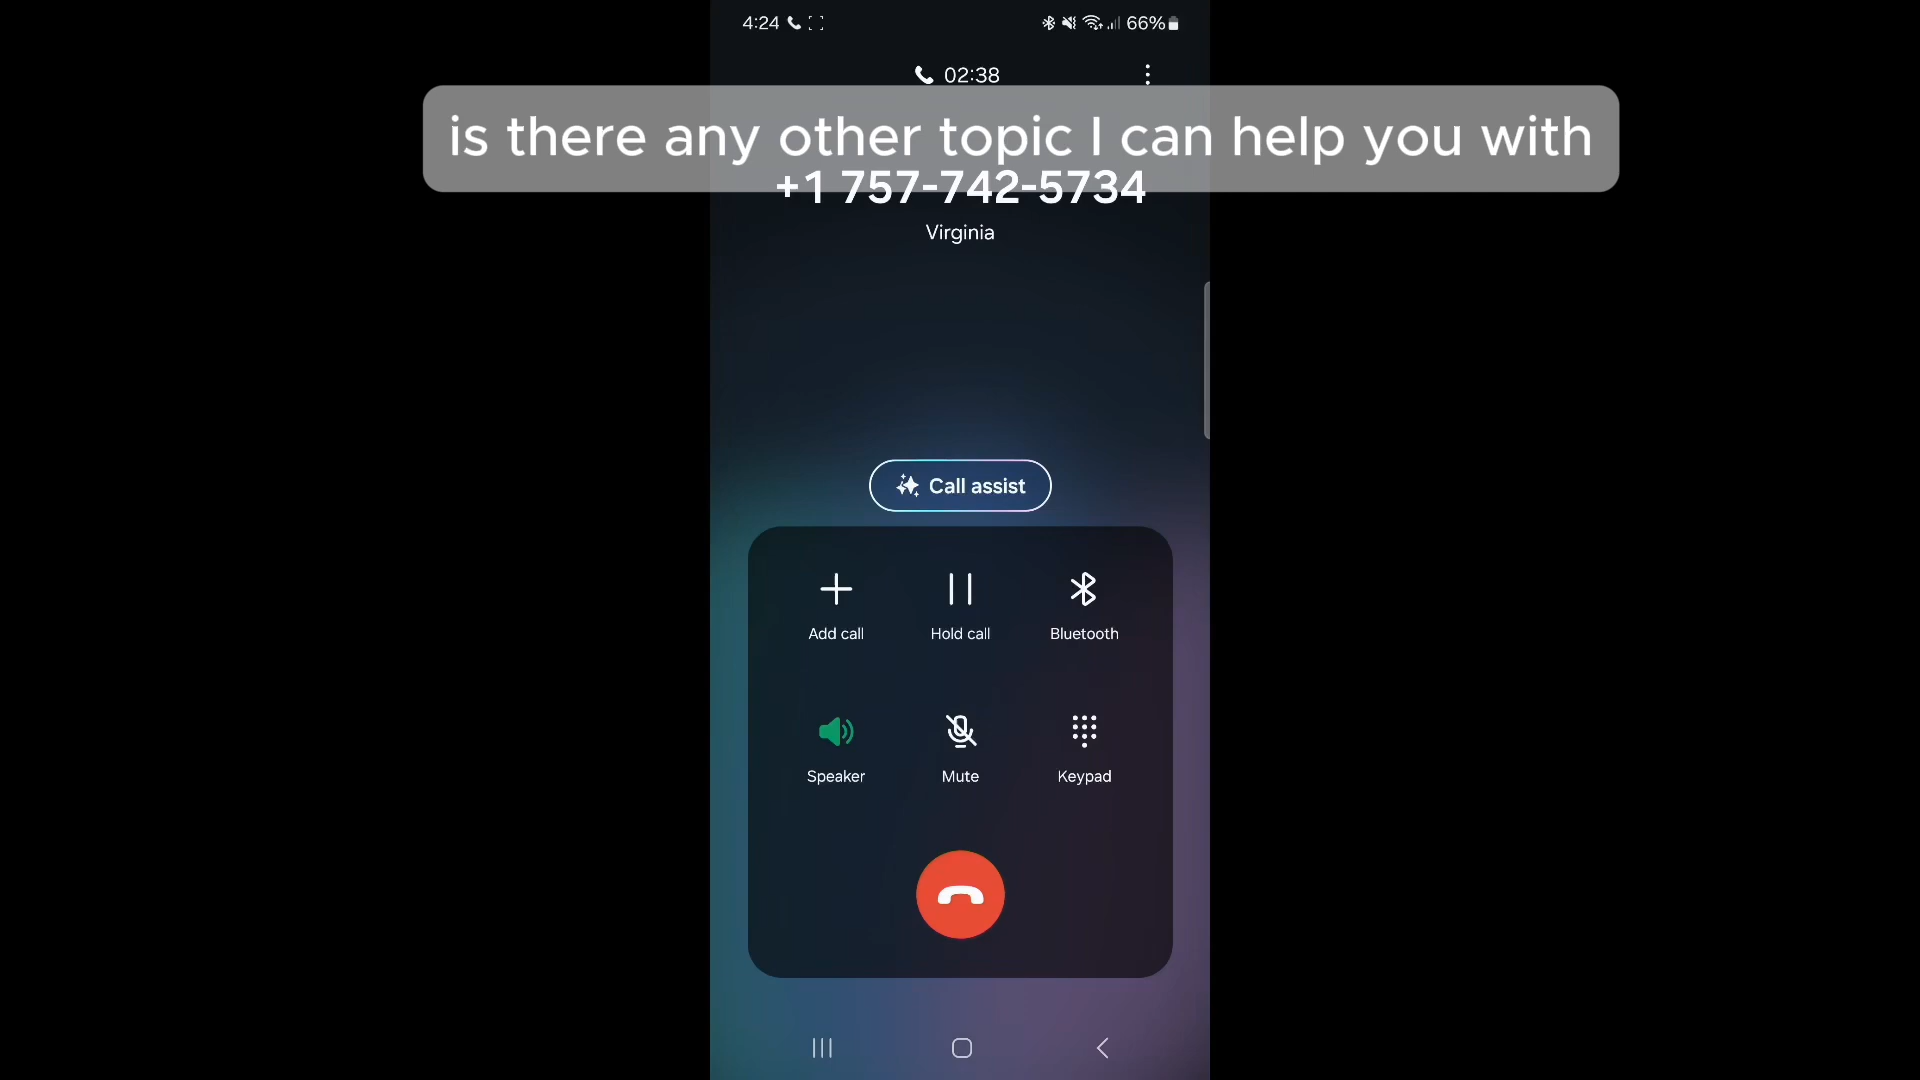 4:24
66%
02:38
is there any other topic I can help you with
+1 757-742-5734
Virginia
Call assist
Add call
Hold call
Bluetooth
Speaker
Mute
Keypad